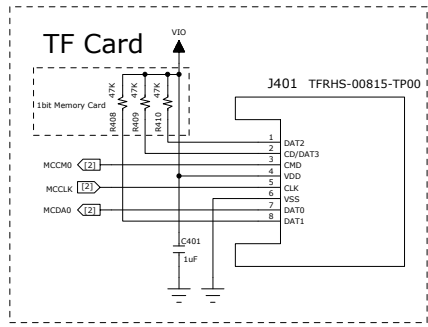 TF Card
VIO
J401 TFRHS-00815-TP00
47K
47K
47K
1bit Memory Card
R408
R409
R410
1 DAT2
2 CD/DAT3
MCCM0 [2] 3 CMD
4 VDD
MCCLK [2] 5 CLK
6 VSS
MCDA0 [2] 7 DAT0
8 DAT1
C401
1uF